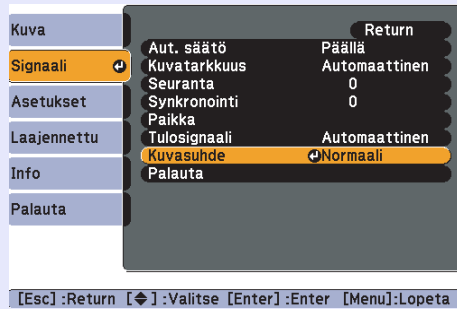 Kuva
Signaali
Asetukset
Laajennettu
Info
Palauta
Return
Aut. säätö Päällä
Kuvatarkkuus Automaattinen
Seuranta 0
Synkronointi 0
Paikka
Tulosignaali Automaattinen
Kuvasuhde Normaali
Palauta
[Esc] :Return [◆] :Valitse [Enter] :Enter [Menu]:Lopeta